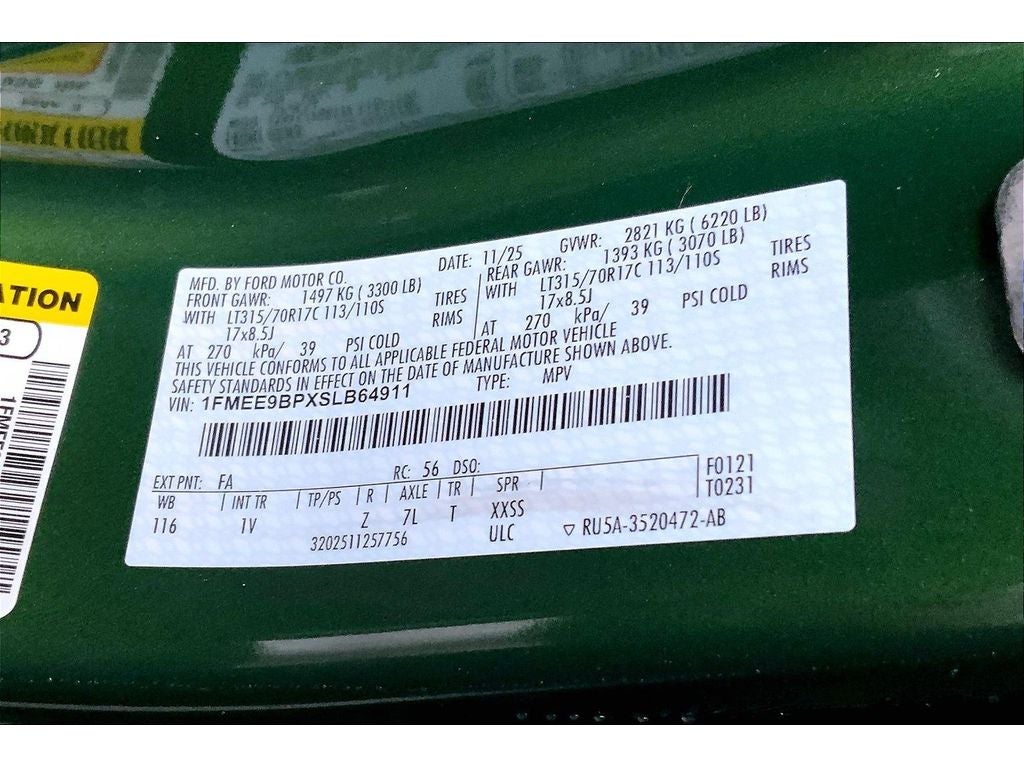 MFD. BY FORD MOTOR CO. DATE: 11/25 GVWR: 2821 KG ( 6220 LB)
FRONT GAWR: 1497 KG ( 3300 LB) REAR GAWR: 1393 KG ( 3070 LB)
WITH LT315/70R17C 113/110S TIRES WITH LT315/70R17C 113/110S TIRES
17x8.5J RIMS 17x8.5J RIMS
AT 270 kPa/ 39 PSI COLD AT 270 kPa/ 39 PSI COLD
THIS VEHICLE CONFORMS TO ALL APPLICABLE FEDERAL MOTOR VEHICLE
SAFETY STANDARDS IN EFFECT ON THE DATE OF MANUFACTURE SHOWN ABOVE.
VIN: 1FMEE9BPXSLB64911 TYPE: MPV
EXT PNT: FA RC: 56 DSO: F0121
WB INT TR TP/PS R AXLE TR SPR T0231
116 1V Z 7L T XXSS
3202511257756 ULC ▽ RU5A-3520472-AB
ATION
3